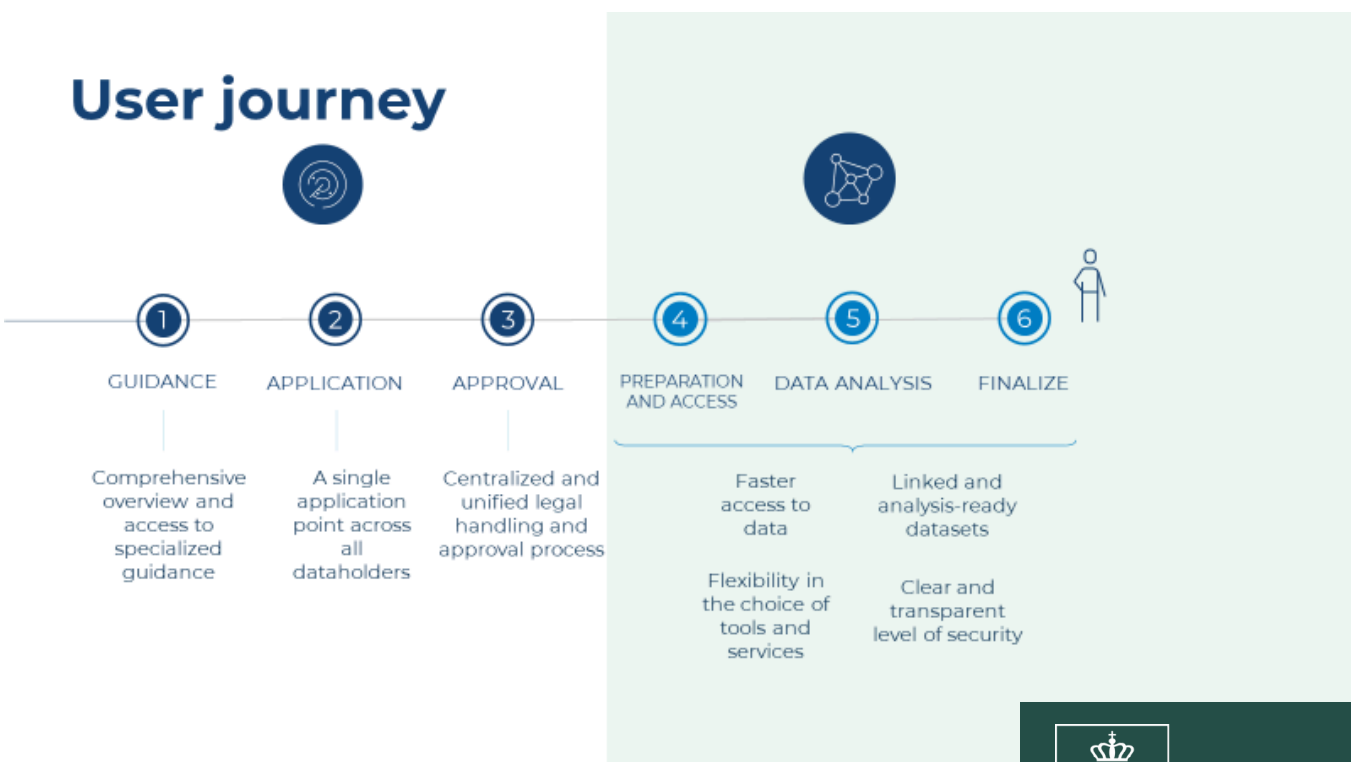 User journey
1
2
3
4
5
6
GUIDANCE
APPLICATION
APPROVAL
PREPARATION
AND ACCESS
DATA ANALYSIS
FINALIZE
Comprehensive
overview and
access to
specialized
guidance
A single
application
point across
all
dataholders
Centralized and
unified legal
handling and
approval process
Faster
access to
data
Linked and
analysis-ready
datasets
Flexibility in
the choice of
tools and
services
Clear and
transparent
level of security